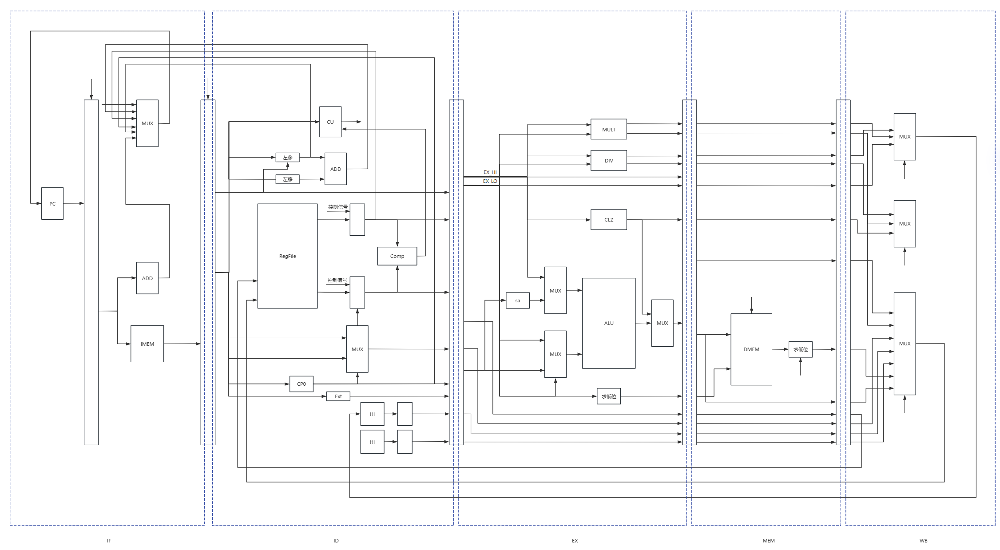 MUX
PC
ADD
IMEM
CU
左移
左移
ADD
控制信号
RegFile
Comp
控制信号
MUX
CP0
Ext
HI
HI
MULT
DIV
EX_HI
EX_LO
CLZ
MUX
sa
ALU
MUX
MUX
求低位
DMEM
求低位
MUX
MUX
MUX
IF
ID
EX
MEM
WB